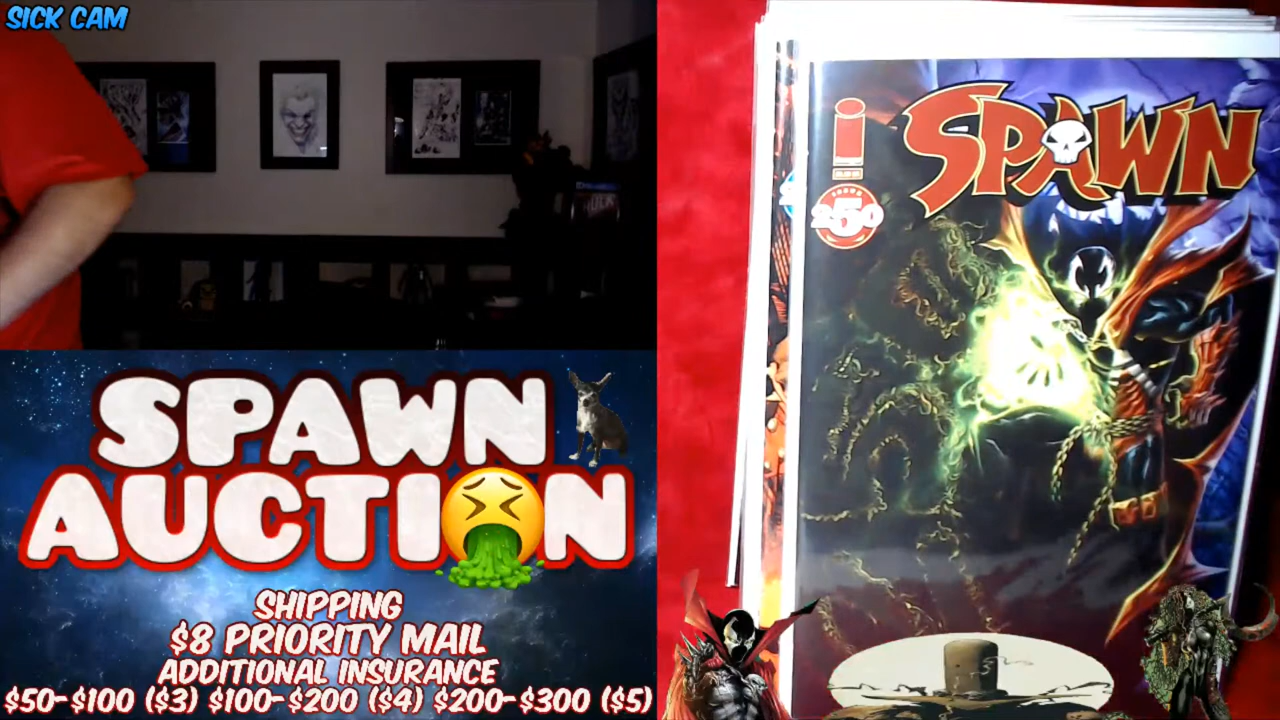 SICK CAM
SPAWN
AUCTION
SHIPPING
$8 PRIORITY MAIL
ADDITIONAL INSURANCE
$50-$100 ($3) $100-$200 ($4) $200-$300 ($5)
SPAWN
250